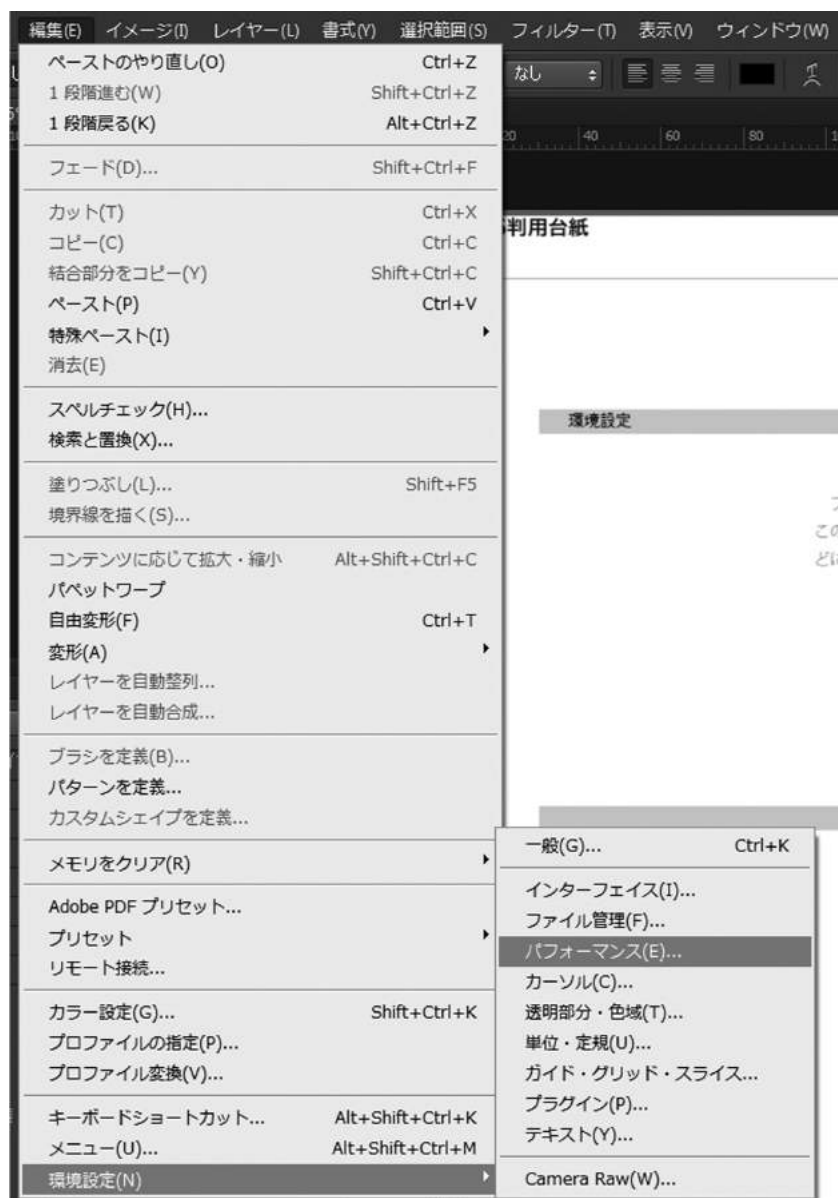 編集(E) イメージ(I) レイヤー(L) 書式(Y) 選択範囲(S) フィルター(T) 表示(V) ウィンドウ(W)
ペーストのやり直し(O) Ctrl+Z
なし
1 段階進む(W) Shift+Ctrl+Z
1 段階戻る(K) Alt+Ctrl+Z
20 40 60 80
フェード(D)... Shift+Ctrl+F
カット(T) Ctrl+X
判用台紙
コピー(C) Ctrl+C
結合部分をコピー(Y) Shift+Ctrl+C
ペースト(P) Ctrl+V
特殊ペースト(I)
消去(E)
スペルチェック(H)...
環境設定
検索と置換(X)...
塗りつぶし(L)... Shift+F5
境界線を描く(S)...
この
コンテンツに応じて拡大・縮小 Alt+Shift+Ctrl+C
どに
パペットワープ
自由変形(F) Ctrl+T
変形(A)
レイヤーを自動整列...
レイヤーを自動合成...
ブラシを定義(B)...
パターンを定義...
カスタムシェイプを定義...
メモリをクリア(R)
Adobe PDF プリセット...
プリセット
リモート接続...
カラー設定(G)... Shift+Ctrl+K
プロファイルの指定(P)...
プロファイル変換(V)...
キーボードショートカット... Alt+Shift+Ctrl+K
メニュー(U)... Alt+Shift+Ctrl+M
環境設定(N)
一般(G)... Ctrl+K
インターフェイス(I)...
ファイル管理(F)...
パフォーマンス(E)...
カーソル(C)...
透明部分・色域(T)...
単位・定規(U)...
ガイド・グリッド・スライス...
プラグイン(P)...
テキスト(Y)...
Camera Raw(W)...